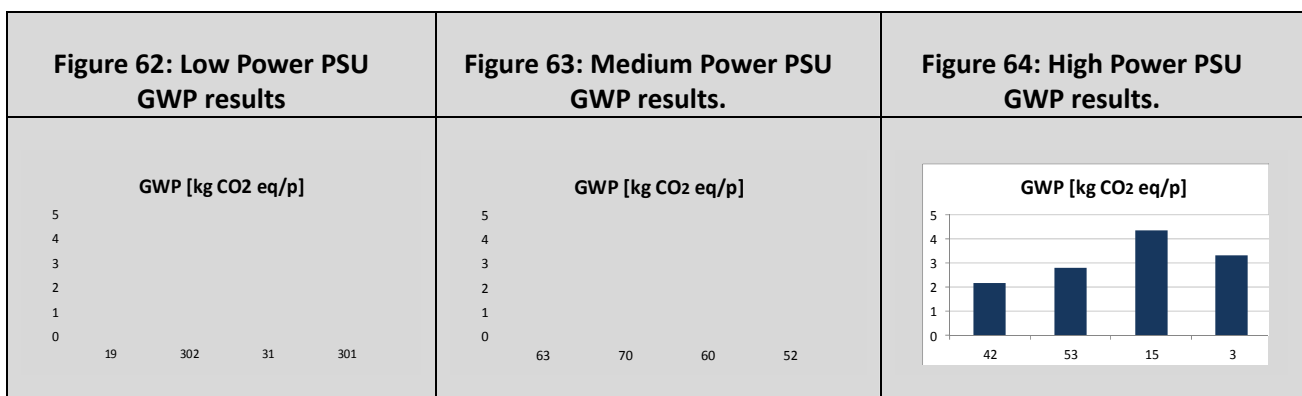 Figure 62: Low Power PSU
GWP results
Figure 63: Medium Power PSU
GWP results.
Figure 64: High Power PSU
GWP results.
GWP [kg CO2 eq/p]
5
4
3
2
1
0
19 302 31 301
GWP [kg CO2 eq/p]
5
4
3
2
1
0
63 70 60 52
GWP [kg CO2 eq/p]
5
4
3
2
1
0
42 53 15 3